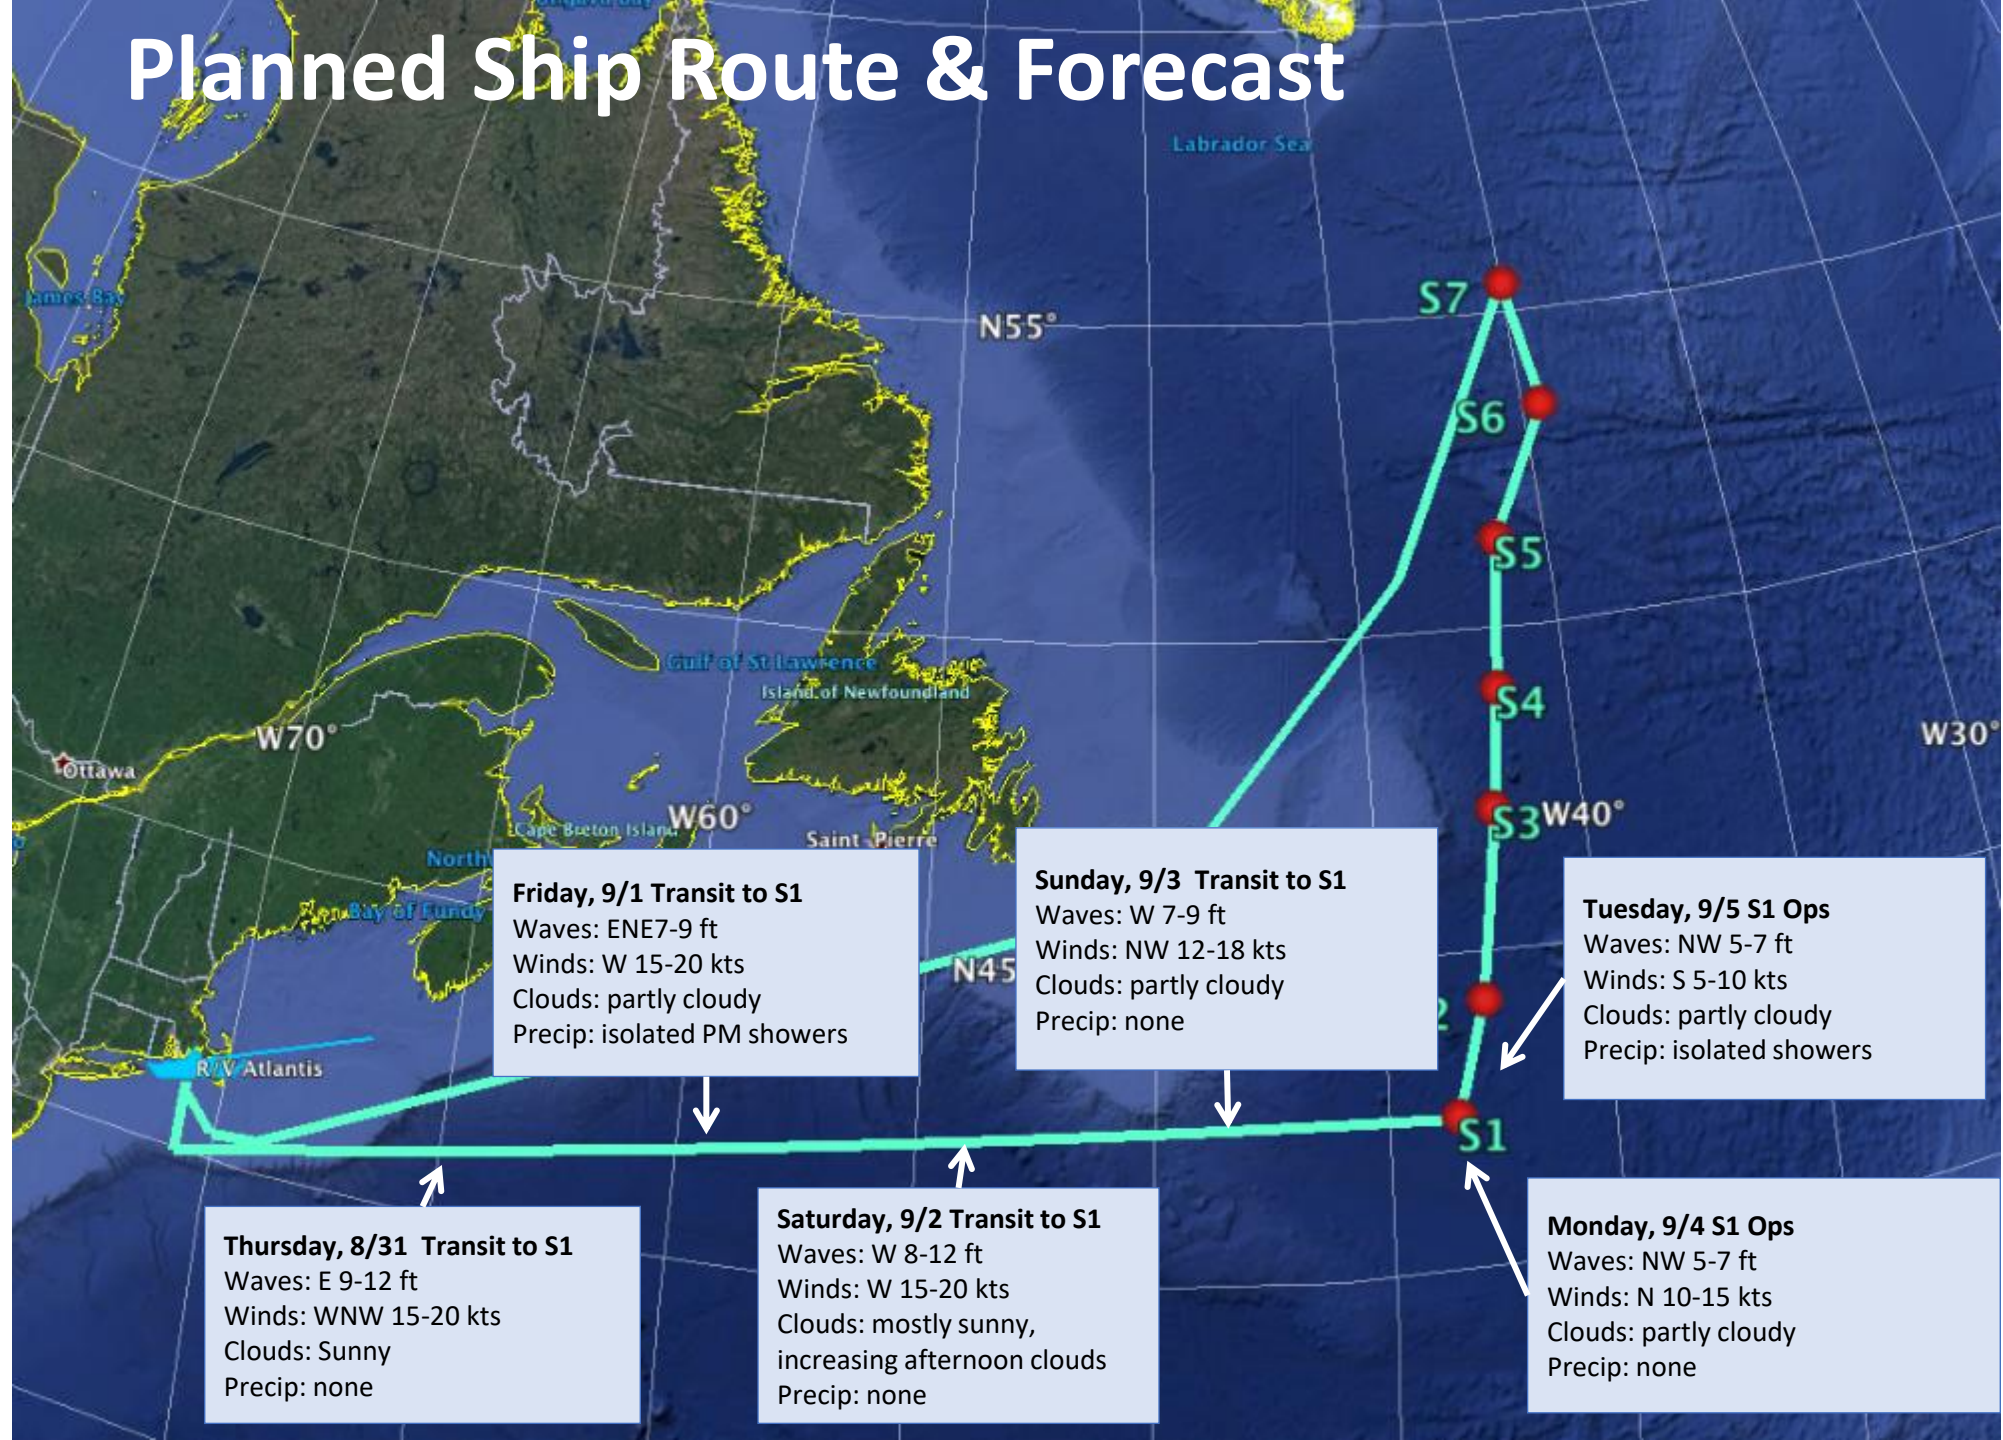 Ungava Bay
Planned Ship Route & Forecast
Labrador Sea
James Bay
S7
N55°
S6
S5
Gulf of St Lawrence
Island of Newfoundland
S4
W70°
W30°
Ottawa
Cape Breton Island
W60°
Saint-Pierre
S3
W40°
North
Bay of Fundy
N45
2
R/V Atlantis
S1
Friday, 9/1 Transit to S1
Waves: ENE7-9 ft
Winds: W 15-20 kts
Clouds: partly cloudy
Precip: isolated PM showers
Sunday, 9/3 Transit to S1
Waves: W 7-9 ft
Winds: NW 12-18 kts
Clouds: partly cloudy
Precip: none
Tuesday, 9/5 S1 Ops
Waves: NW 5-7 ft
Winds: S 5-10 kts
Clouds: partly cloudy
Precip: isolated showers
Thursday, 8/31 Transit to S1
Waves: E 9-12 ft
Winds: WNW 15-20 kts
Clouds: Sunny
Precip: none
Saturday, 9/2 Transit to S1
Waves: W 8-12 ft
Winds: W 15-20 kts
Clouds: mostly sunny,
increasing afternoon clouds
Precip: none
Monday, 9/4 S1 Ops
Waves: NW 5-7 ft
Winds: N 10-15 kts
Clouds: partly cloudy
Precip: none